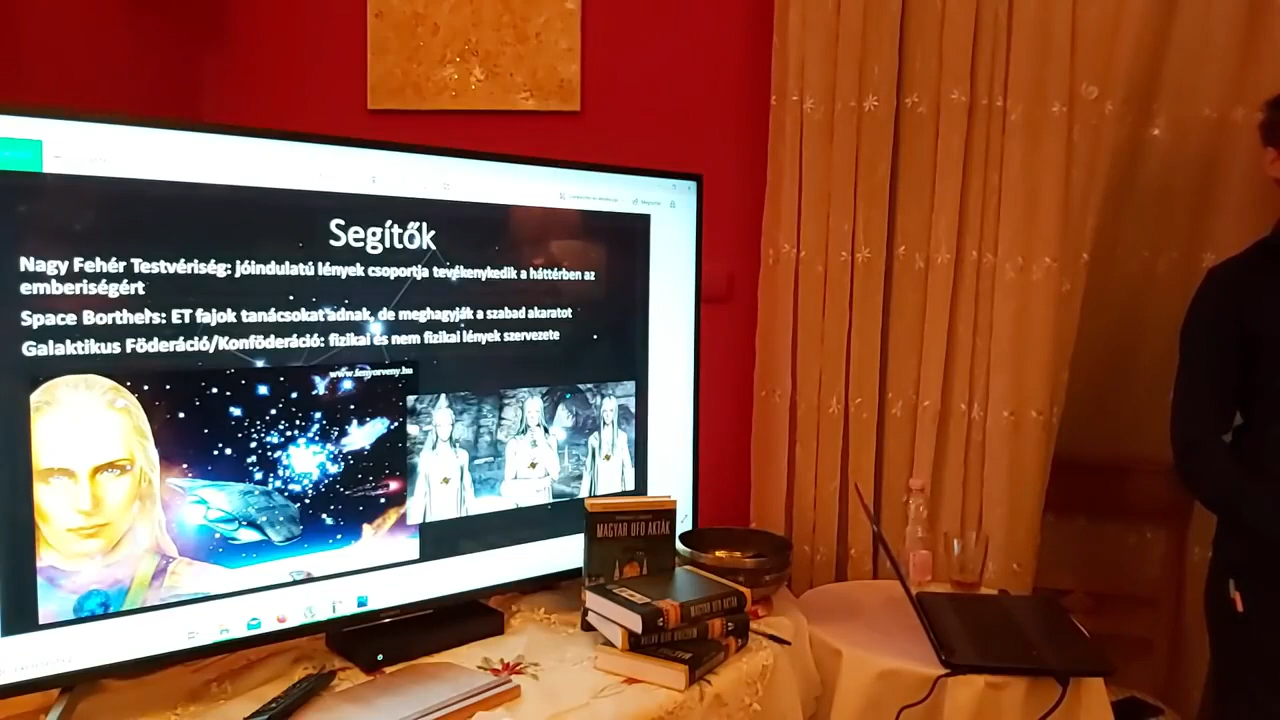 Segítők
Nagy Fehér Testvériség: jóindulatú lények csoportja tevékenykedik a háttérben az
emberiségért
Space Borthers: ET fajok tanácsokat adnak, de meghagyják a szabad akaratot
Galaktikus Föderáció/Konföderáció: fizikai és nem fizikai lények szervezete
www.fenyorveny.hu
MAGYAR UFO AKTÁK
MAGYAR UFO AKTÁK